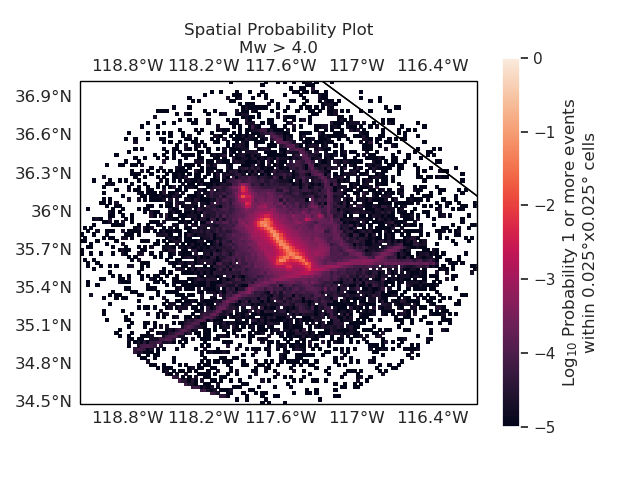 Spatial Probability Plot
Mw > 4.0
118.8°W 118.2°W 117.6°W 117°W 116.4°W
36.9°N
36.6°N
36.3°N
36°N
35.7°N
35.4°N
35.1°N
34.8°N
34.5°N
118.8°W 118.2°W 117.6°W 117°W 116.4°W
0
−1
−2
−3
−4
−5
Log₁₀ Probability 1 or more events
within 0.025°x0.025° cells